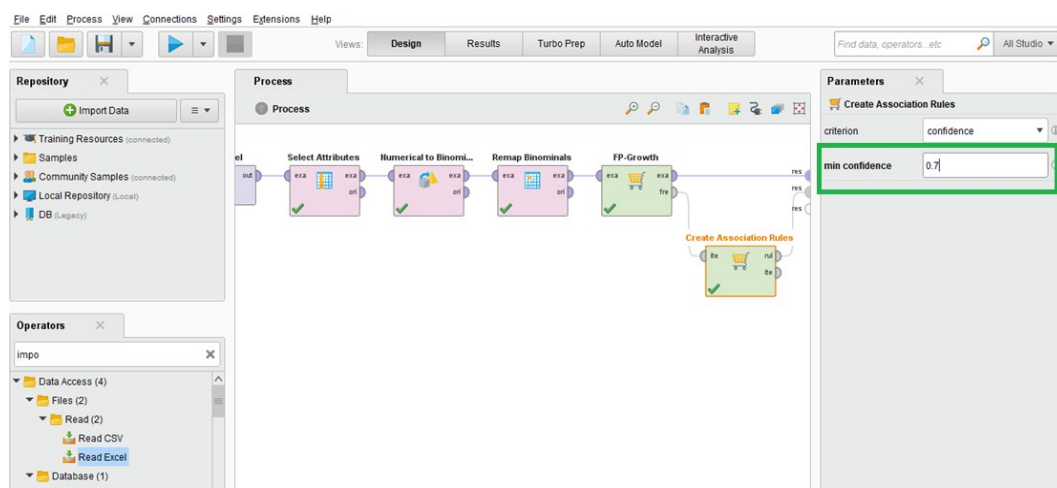 File Edit Process View Connections Settings Extensions Help
Views: Design Results Turbo Prep Auto Model Interactive Analysis
Find data, operators...etc All Studio
Repository
Import Data
Training Resources (connected)
Samples
Community Samples (connected)
Local Repository (Local)
DB (Legacy)
Process
Process
el Select Attributes Numerical to Binomi... Remap Binominals FP-Growth
out exa exa exa exa exa exa exa exa res
ori ori ori fre res
res
Create Association Rules
ite rul
ite
Parameters
Create Association Rules
criterion confidence
min confidence 0.7
Operators
impo
Data Access (4)
Files (2)
Read (2)
Read CSV
Read Excel
Database (1)